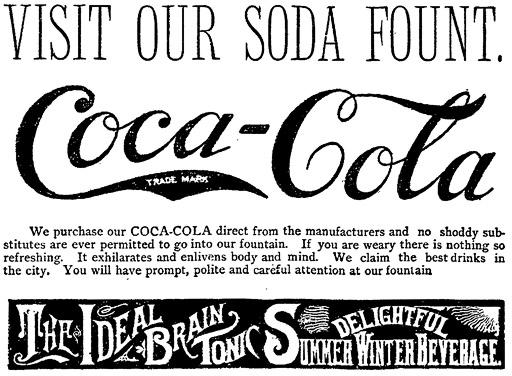 VISIT OUR SODA FOUNT.
Coca-Cola
TRADE MARK
We purchase our COCA-COLA direct from the manufacturers and no shoddy sub-
stitutes are ever permitted to go into our fountain. If you are weary there is nothing so
refreshing. It exhilarates and enlivens body and mind. We claim the best drinks in
the city. You will have prompt, polite and careful attention at our fountain
THE IDEAL BRAIN TONIC
DELIGHTFUL
SUMMER WINTER BEVERAGE.